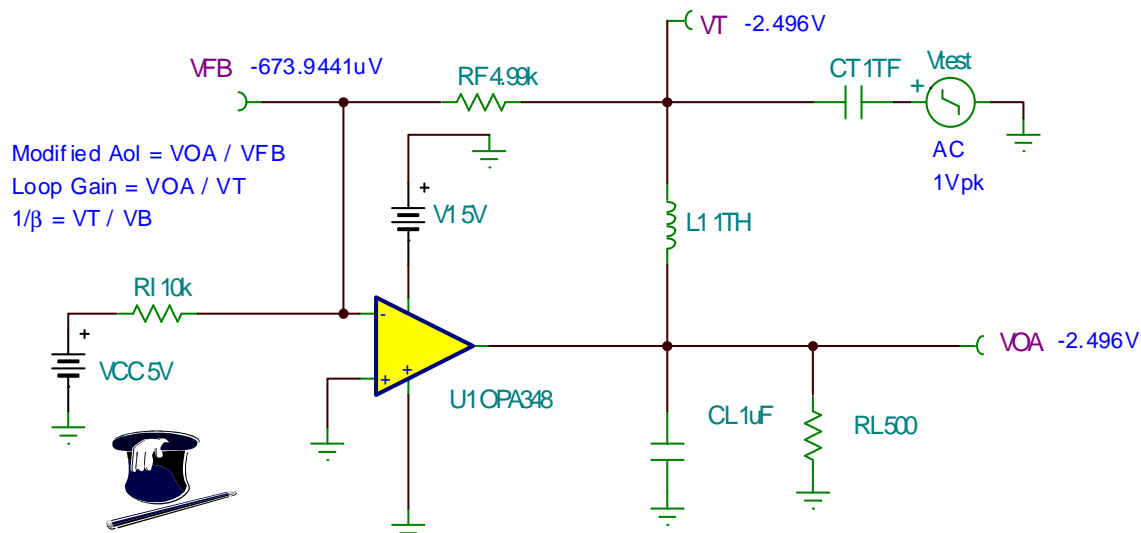 VT -2.496V
VFB -673.9441uV
RF 4.99k
CT 1TF
Vtest
+
AC
1Vpk
Modified Aol = VOA / VFB
Loop Gain = VOA / VT
1/β = VT / VB
+
V1 5V
L1 1TH
RI 10k
+
VCC 5V
-
+
+
U1 OPA348
VOA -2.496V
CL 1uF
RL 500